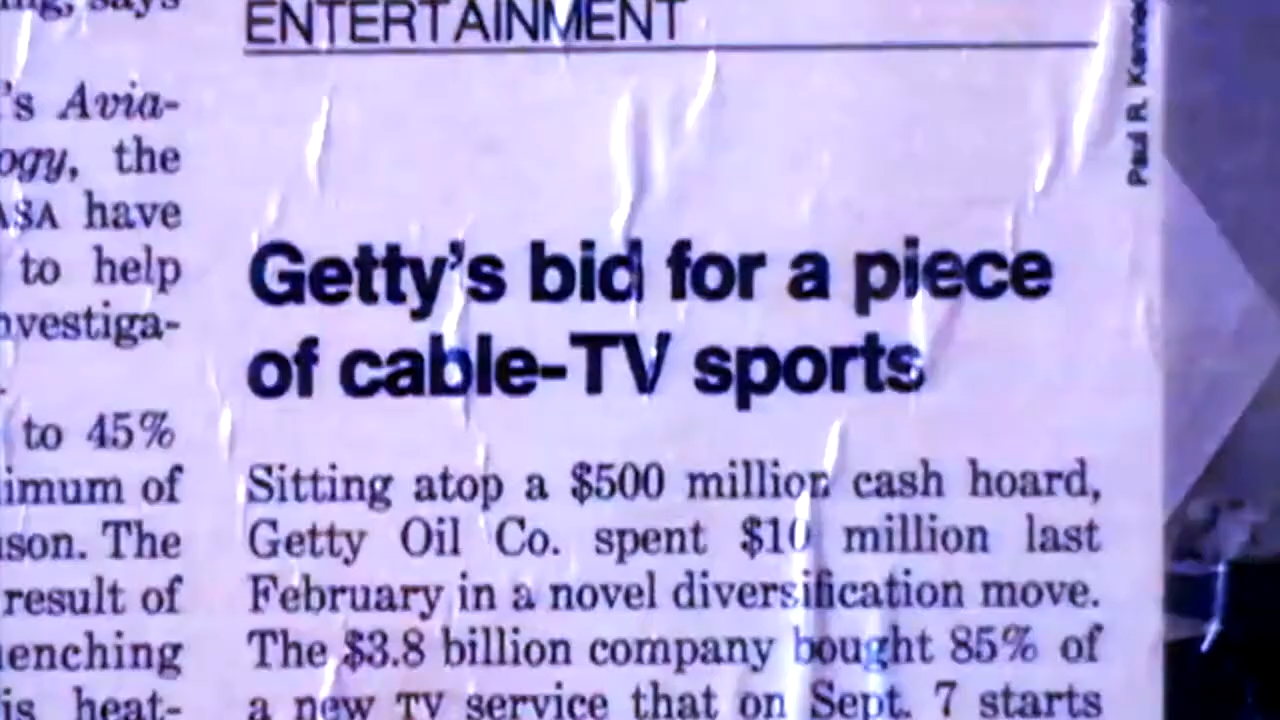 's Avia-
ogy, the
ASA have
to help
nvestiga-
to 45%
imum of
son. The
result of
enching
is heat-
ENTERTAINMENT
Paul R.
Getty's bid for a piece
of cable-TV sports
Sitting atop a $500 million cash hoard,
Getty Oil Co. spent $10 million last
February in a novel diversification move.
The $3.8 billion company bought 85% of
a new TV service that on Sept. 7 starts